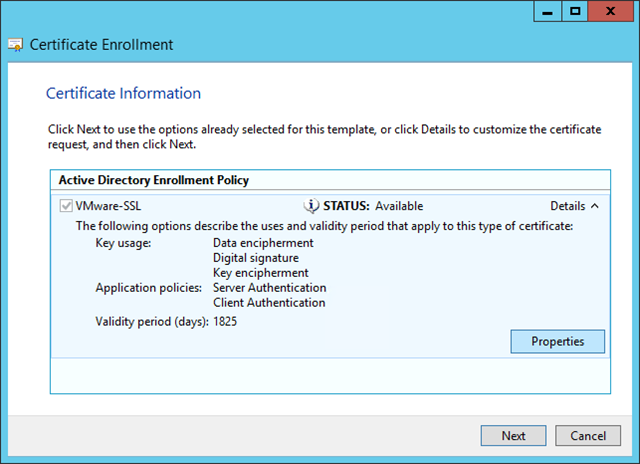 Certificate Enrollment
Certificate Information
Click Next to use the options already selected for this template, or click Details to customize the certificate
request, and then click Next.
Active Directory Enrollment Policy
VMware-SSL STATUS: Available Details
The following options describe the uses and validity period that apply to this type of certificate:
Key usage: Data encipherment
Digital signature
Key encipherment
Application policies: Server Authentication
Client Authentication
Validity period (days): 1825
Properties
Next Cancel